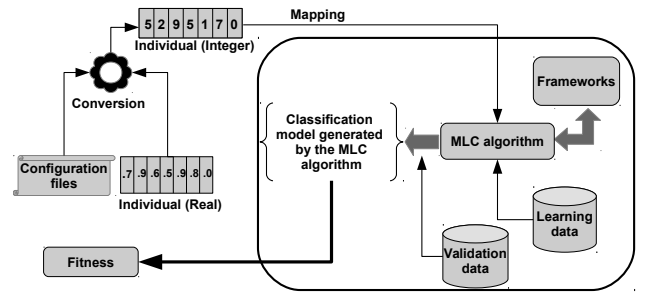 5 2 9 5 1 7 0
Mapping
Individual (Integer)
Conversion
Frameworks
Classification
model generated
by the MLC
algorithm
MLC algorithm
Configuration
files
.7 .9 .6 .5 .9 .8 .0
Individual (Real)
Learning
data
Validation
data
Fitness